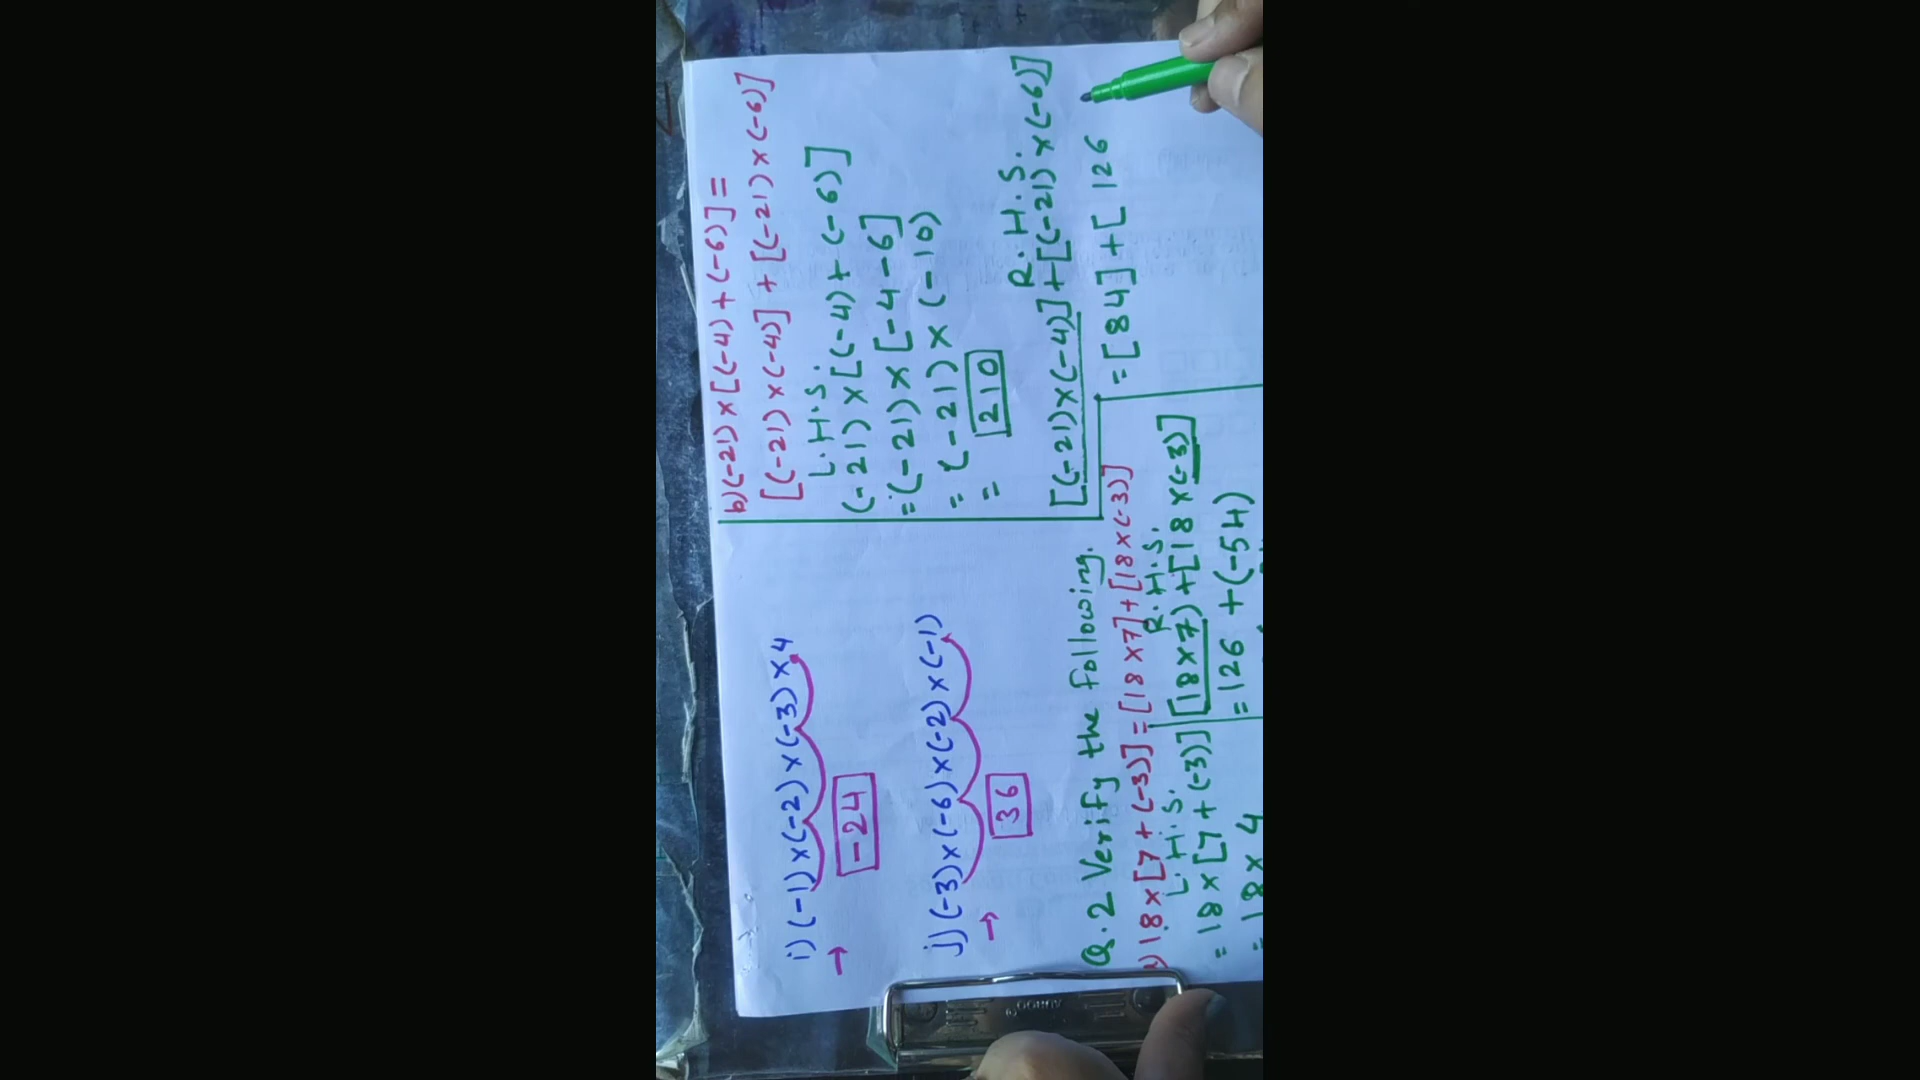 i) (-1) × (-2) × (-3) × 4
→ -24
j) (-3) × (-6) × (-2) × (-1)
→ 36
Q.2 Verify the following.
18 × [7 + (-3)] = [18 × 7] + [18 × (-3)]
L.H.S.
= 18 × [7 + (-3)]
= 18 × 4
R.H.S.
[18 × 7) + [18 × (-3)]
= 126 + (-54)
b) (-21) × [(-4) + (-6)] =
[(-21) × (-4)] + [(-21) × (-6)]
L.H.S.
(-21) × [(-4) + (-6)]
= (-21) × [-4-6]
= (-21) × (-10)
= 210
R.H.S.
[(-21) × (-4)] + [(-21) × (-6)]
= [84] + [126